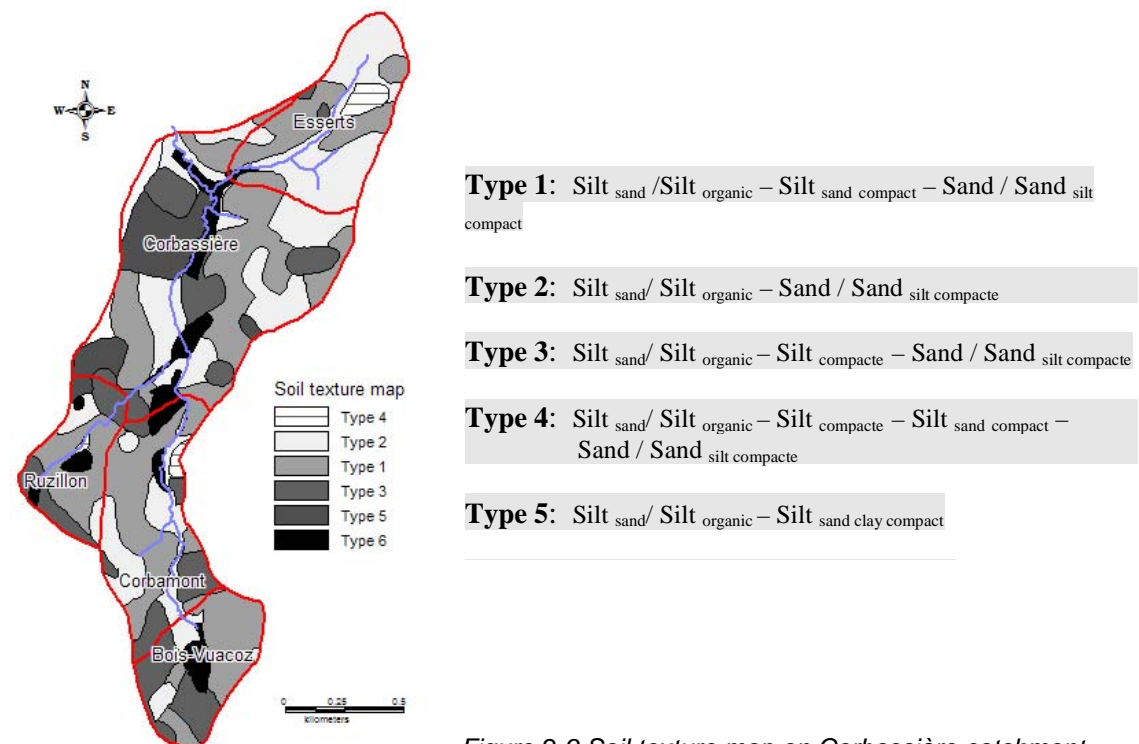 N
W E
S
Esserts
Corbassière
Soil texture map
Type 4
Type 2
Type 1
Type 3
Type 5
Type 6
Ruzillon
Corbamont
Bois-Vuacoz
0 0.25 0.5
kilometers
Type 1: Silt sand /Silt organic – Silt sand compact – Sand / Sand silt
compact
Type 2: Silt sand/ Silt organic – Sand / Sand silt compacte
Type 3: Silt sand/ Silt organic – Silt compacte – Sand / Sand silt compacte
Type 4: Silt sand/ Silt organic – Silt compacte – Silt sand compact –
Sand / Sand silt compacte
Type 5: Silt sand/ Silt organic – Silt sand clay compact
Soil texture map on Corbassière catchment